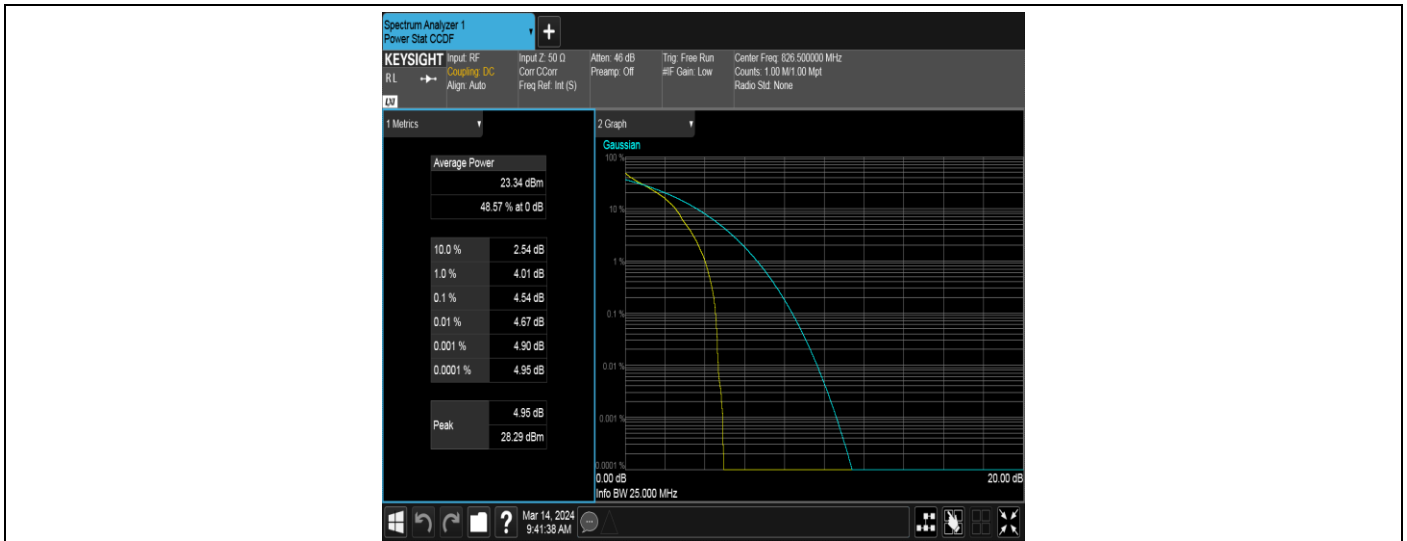 Spectrum Analyzer 1
Power Stat CCDF
+
KEYSIGHT
RL
LXI
Input: RF
Coupling: DC
Align: Auto
Input Z: 50 Ω
Corr CCorr
Freq Ref: Int (S)
Atten: 46 dB
Preamp: Off
Trig: Free Run
#IF Gain: Low
Center Freq: 826.500000 MHz
Counts: 1.00 M/1.00 Mpt
Radio Std: None
1 Metrics
Average Power
23.34 dBm
48.57 % at 0 dB
10.0 % 2.54 dB
1.0 % 4.01 dB
0.1 % 4.54 dB
0.01 % 4.67 dB
0.001 % 4.90 dB
0.0001 % 4.95 dB
Peak
4.95 dB
28.29 dBm
2 Graph
Gaussian
100 %
10 %
1 %
0.1 %
0.01 %
0.001 %
0.0001 %
0.00 dB 20.00 dB
Info BW 25.000 MHz
?
Mar 14, 2024
9:41:38 AM